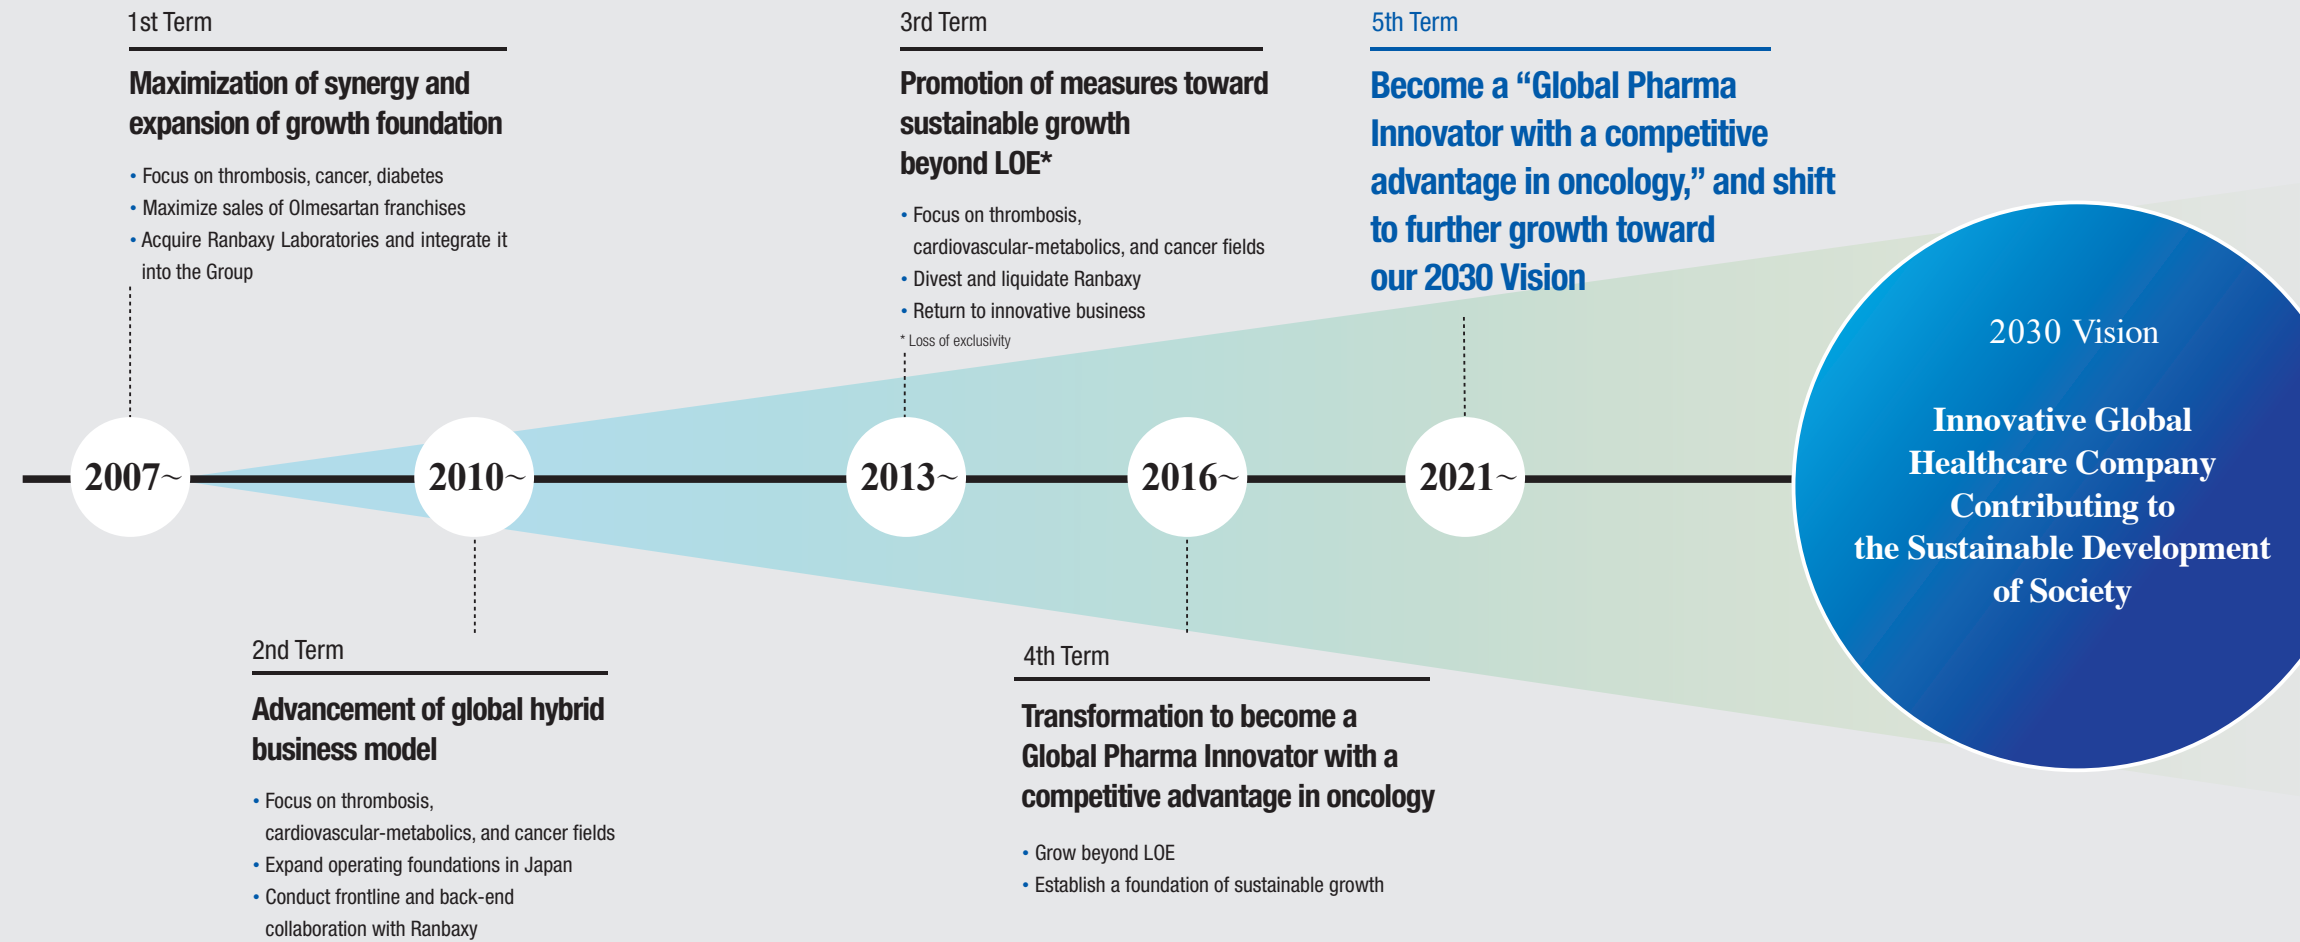 1st Term
Maximization of synergy and
expansion of growth foundation
• Focus on thrombosis, cancer, diabetes
• Maximize sales of Olmesartan franchises
• Acquire Ranbaxy Laboratories and integrate it
into the Group
3rd Term
Promotion of measures toward
sustainable growth
beyond LOE*
• Focus on thrombosis,
cardiovascular-metabolics, and cancer fields
• Divest and liquidate Ranbaxy
• Return to innovative business
* Loss of exclusivity
5th Term
Become a “Global Pharma
Innovator with a competitive
advantage in oncology,” and shift
to further growth toward
our 2030 Vision
2007~
2010~
2013~
2016~
2021~
2030 Vision
Innovative Global
Healthcare Company
Contributing to
the Sustainable Development
of Society
2nd Term
Advancement of global hybrid
business model
• Focus on thrombosis,
cardiovascular-metabolics, and cancer fields
• Expand operating foundations in Japan
• Conduct frontline and back-end
collaboration with Ranbaxy
4th Term
Transformation to become a
Global Pharma Innovator with a
competitive advantage in oncology
• Grow beyond LOE
• Establish a foundation of sustainable growth